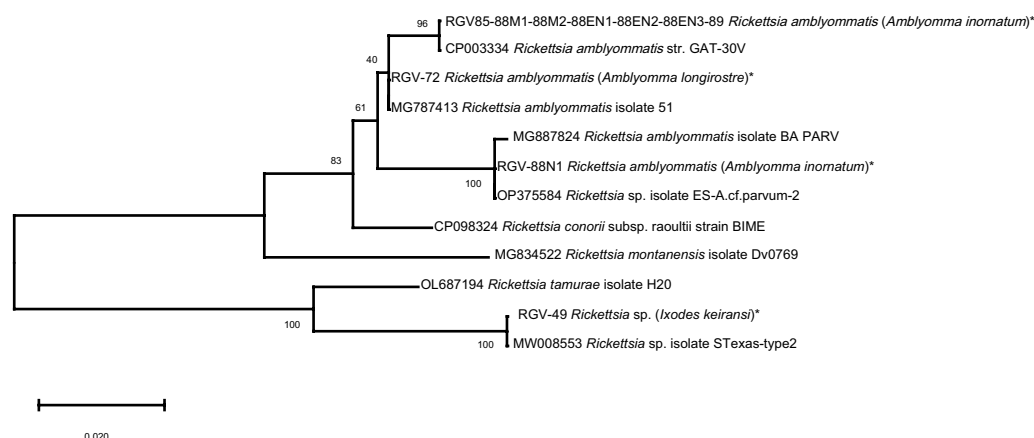 96
RGV85-88M1-88M2-88EN1-88EN2-88EN3-89 Rickettsia amblyommatis (Amblyomma inornatum)*
CP003334 Rickettsia amblyommatis str. GAT-30V
40
RGV-72 Rickettsia amblyommatis (Amblyomma longirostre)*
MG787413 Rickettsia amblyommatis isolate 51
61
MG887824 Rickettsia amblyommatis isolate BA PARV
83
RGV-88N1 Rickettsia amblyommatis (Amblyomma inornatum)*
100
OP375584 Rickettsia sp. isolate ES-A.cf.parvum-2
CP098324 Rickettsia conorii subsp. raoultii strain BIME
MG834522 Rickettsia montanensis isolate Dv0769
OL687194 Rickettsia tamurae isolate H20
RGV-49 Rickettsia sp. (Ixodes keiransi)*
100
100
MW008553 Rickettsia sp. isolate STexas-type2
0.020